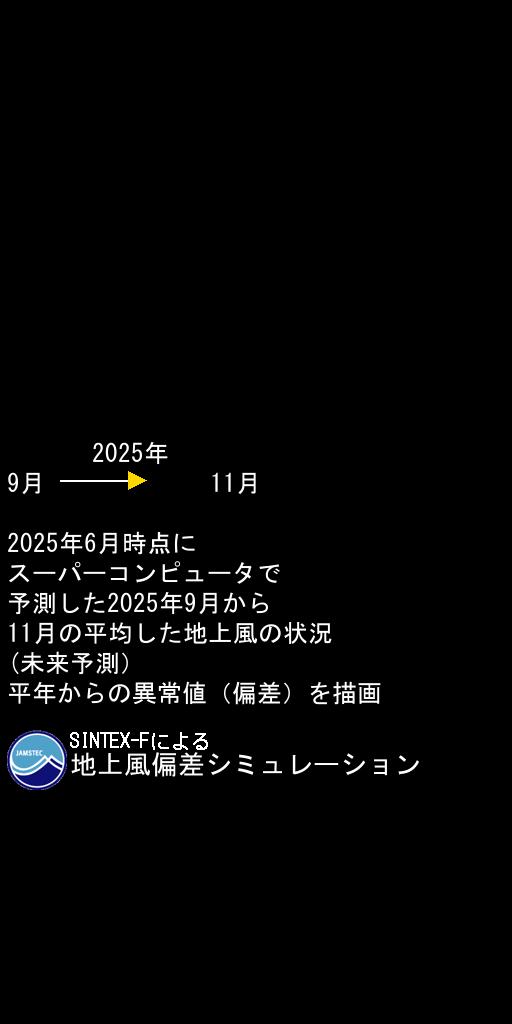 2025年
9月 11月
2025年6月時点に
スーパーコンピュータで
予測した2025年9月から
11月の平均した地上風の状況
(未来予測)
平年からの異常値（偏差）を描画
SINTEX-Fによる
JAMSTEC
地上風偏差シミュレーション